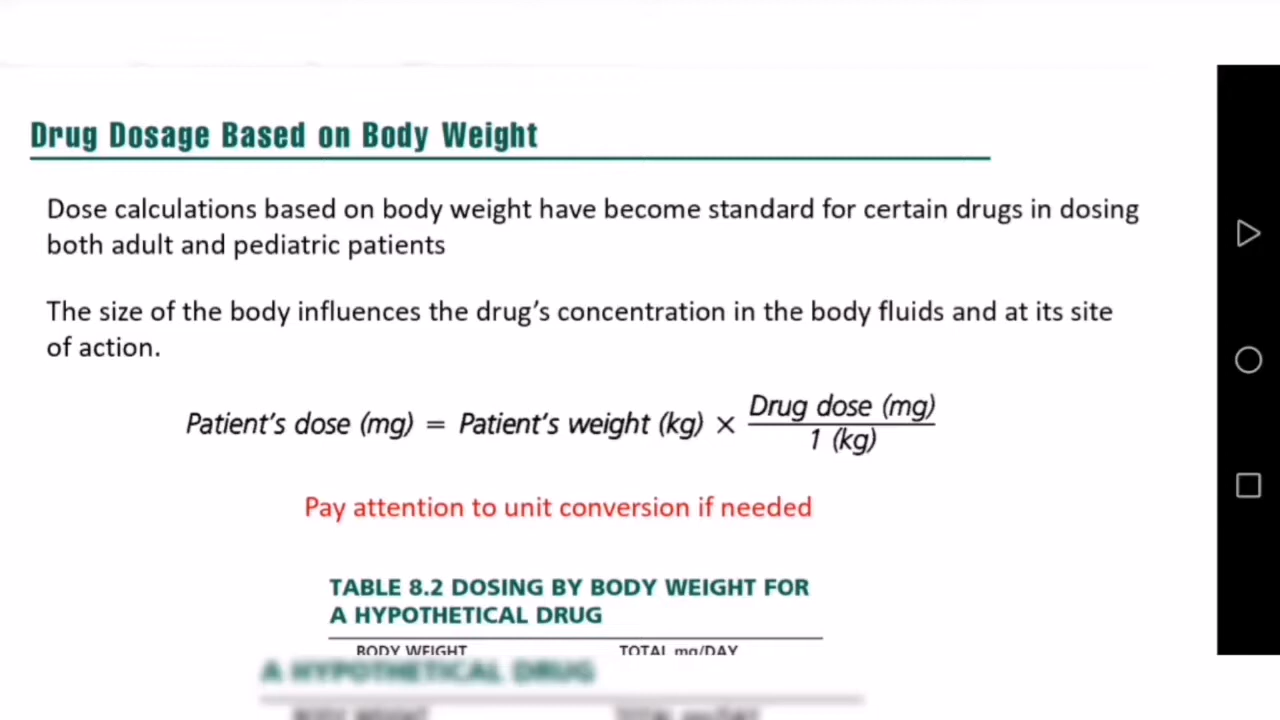 Drug Dosage Based on Body Weight
Dose calculations based on body weight have become standard for certain drugs in dosing
both adult and pediatric patients
The size of the body influences the drug's concentration in the body fluids and at its site
of action.
Patient's dose (mg) = Patient's weight (kg) × Drug dose (mg) / 1 (kg)
Pay attention to unit conversion if needed
TABLE 8.2 DOSING BY BODY WEIGHT FOR
A HYPOTHETICAL DRUG
BODY WEIGHT TOTAL mg/DAY
A HYPOTHETICAL DRUG